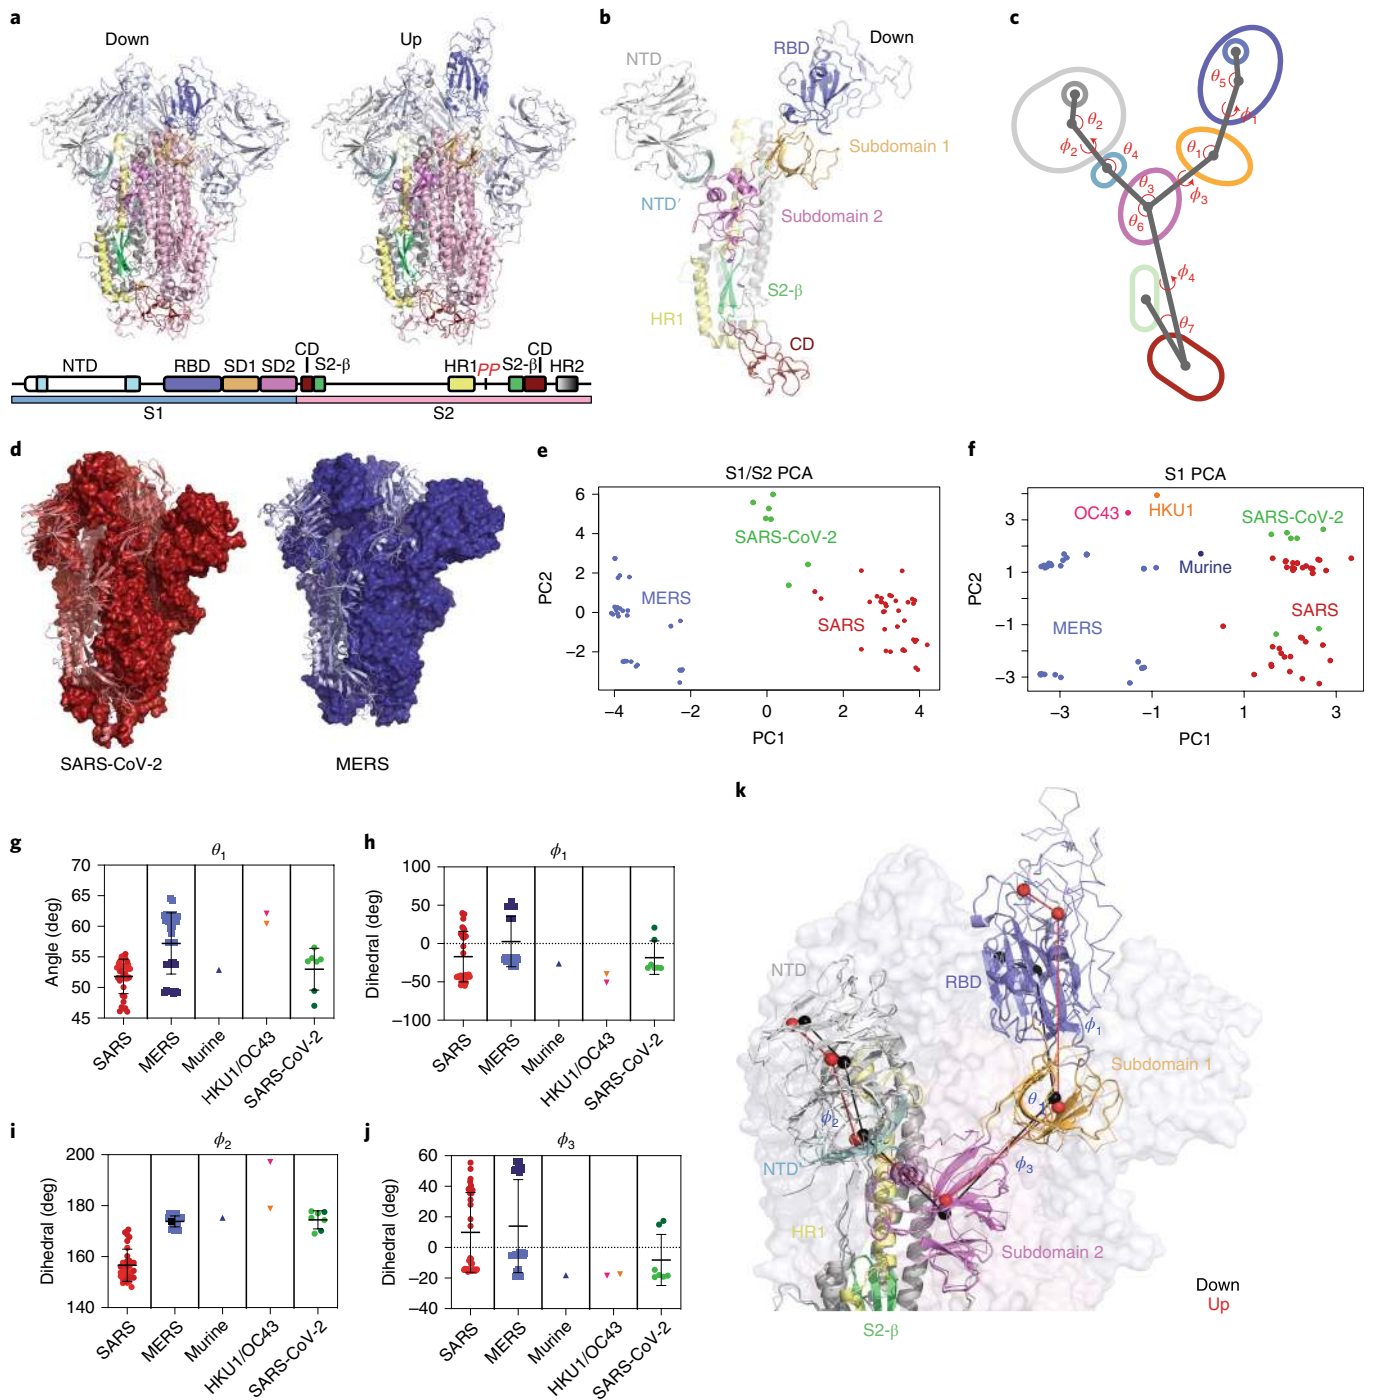 a
Down
Up
NTD
RBD
SD1
SD2
CD
S2-β
HR1
PP
S2-β
CD
HR2
S1
S2
b
NTD
RBD
Down
Subdomain 1
NTD′
Subdomain 2
S2-β
HR1
CD
c
θ5
ϕ1
θ2
ϕ2
θ4
θ1
θ3
ϕ3
θ6
ϕ4
θ7
d
SARS-CoV-2
MERS
e
S1/S2 PCA
PC2
6
4
2
0
−2
SARS-CoV-2
MERS
SARS
−4
−2
0
2
4
PC1
f
S1 PCA
PC2
3
1
−1
−3
OC43
HKU1
SARS-CoV-2
Murine
MERS
SARS
−3
−1
1
3
PC1
g
θ1
Angle (deg)
70
65
60
55
50
45
SARS
MERS
Murine
HKU1/OC43
SARS-CoV-2
h
ϕ1
Dihedral (deg)
100
50
0
−50
−100
SARS
MERS
Murine
HKU1/OC43
SARS-CoV-2
i
ϕ2
Dihedral (deg)
200
180
160
140
SARS
MERS
Murine
HKU1/OC43
SARS-CoV-2
j
ϕ3
Dihedral (deg)
60
40
20
0
−20
−40
SARS
MERS
Murine
HKU1/OC43
SARS-CoV-2
k
NTD
RBD
ϕ1
Subdomain 1
θ1
ϕ2
ϕ3
NTD′
HR1
Subdomain 2
S2-β
Down
Up